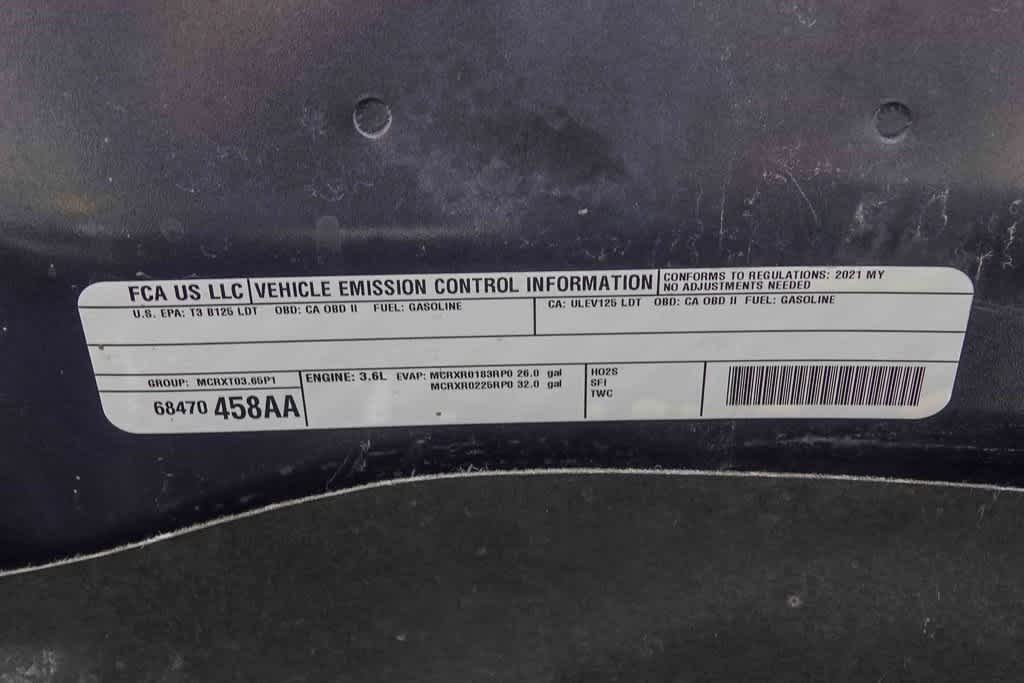 FCA US LLC VEHICLE EMISSION CONTROL INFORMATION CONFORMS TO REGULATIONS: 2021 MY
NO ADJUSTMENTS NEEDED
U.S. EPA: T3 B125 LDT OBD: CA OBD II FUEL: GASOLINE CA: ULEV125 LDT OBD: CA OBD II FUEL: GASOLINE
GROUP: MCRXT03.65P1 ENGINE: 3.6L EVAP: MCRXR0183RP0 26.0 gal HO2S
MCRXR0225RP0 32.0 gal SFI
68470 458AA TWC